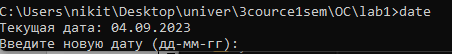 C:\Users\nikit\Desktop\univer\3cource1sem\OC\lab1>date
Текущая дата: 04.09.2023
Введите новую дату (дд-мм-гг):